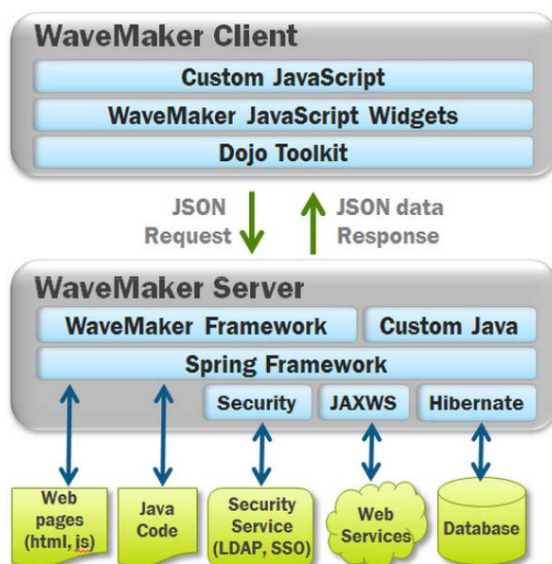 WaveMaker Client
Custom JavaScript
WaveMaker JavaScript Widgets
Dojo Toolkit
JSON
Request
JSON data
Response
WaveMaker Server
WaveMaker Framework
Custom Java
Spring Framework
Security
JAXWS
Hibernate
Web
pages
(html, js)
Java
Code
Security
Service
(LDAP, SSO)
Web
Services
Database